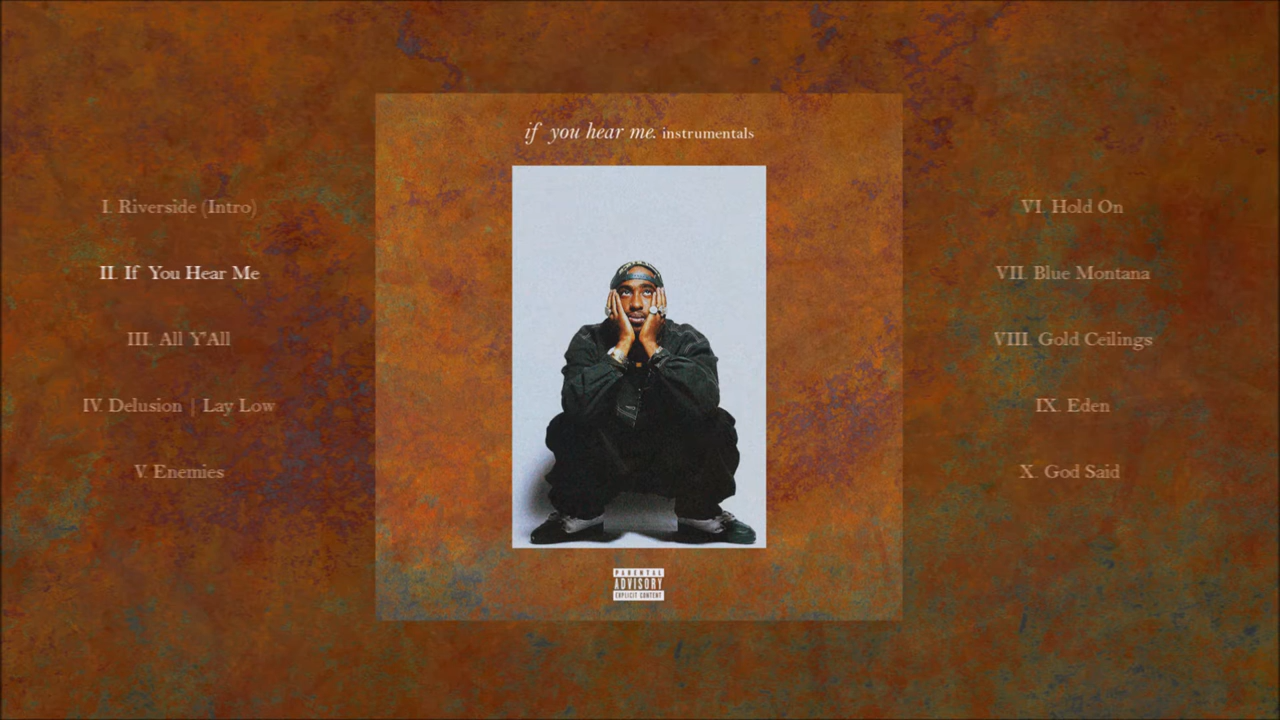 if you hear me. instrumentals
I. Riverside (Intro)
II. If You Hear Me
III. All Y'All
IV. Delusion | Lay Low
V. Enemies
VI. Hold On
VII. Blue Montana
VIII. Gold Ceilings
IX. Eden
X. God Said
PARENTAL
ADVISORY
EXPLICIT CONTENT